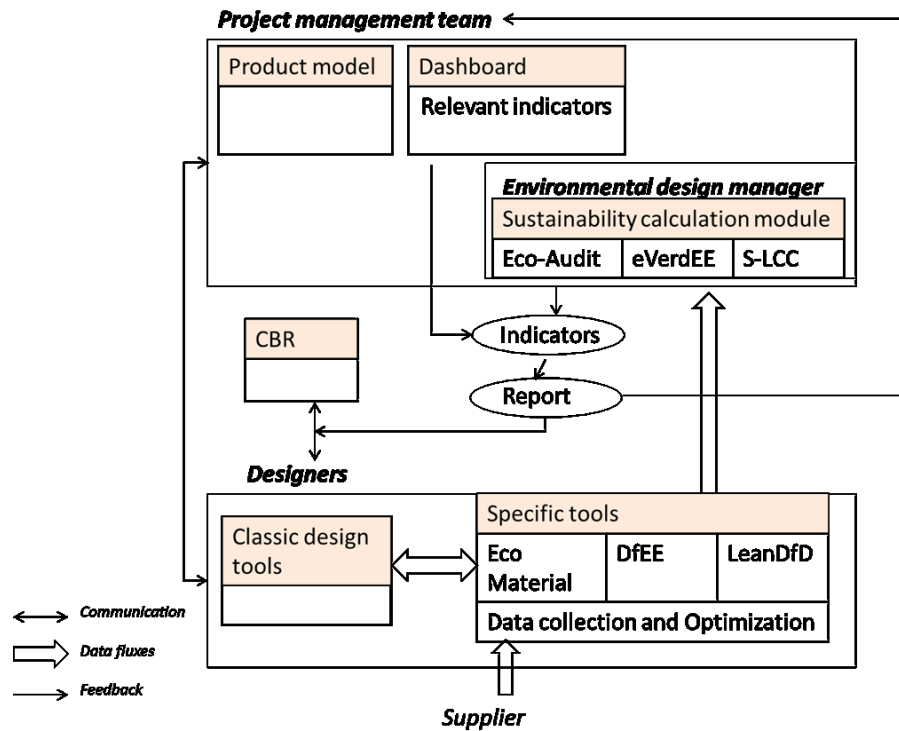 Project management team
Product model
Dashboard
Relevant indicators
Environmental design manager
Sustainability calculation module
Eco-Audit
eVerdEE
S-LCC
Indicators
CBR
Report
Designers
Specific tools
Classic design
tools
Eco
Material
DfEE
LeanDfD
Data collection and Optimization
Communication
Data fluxes
Feedback
Supplier